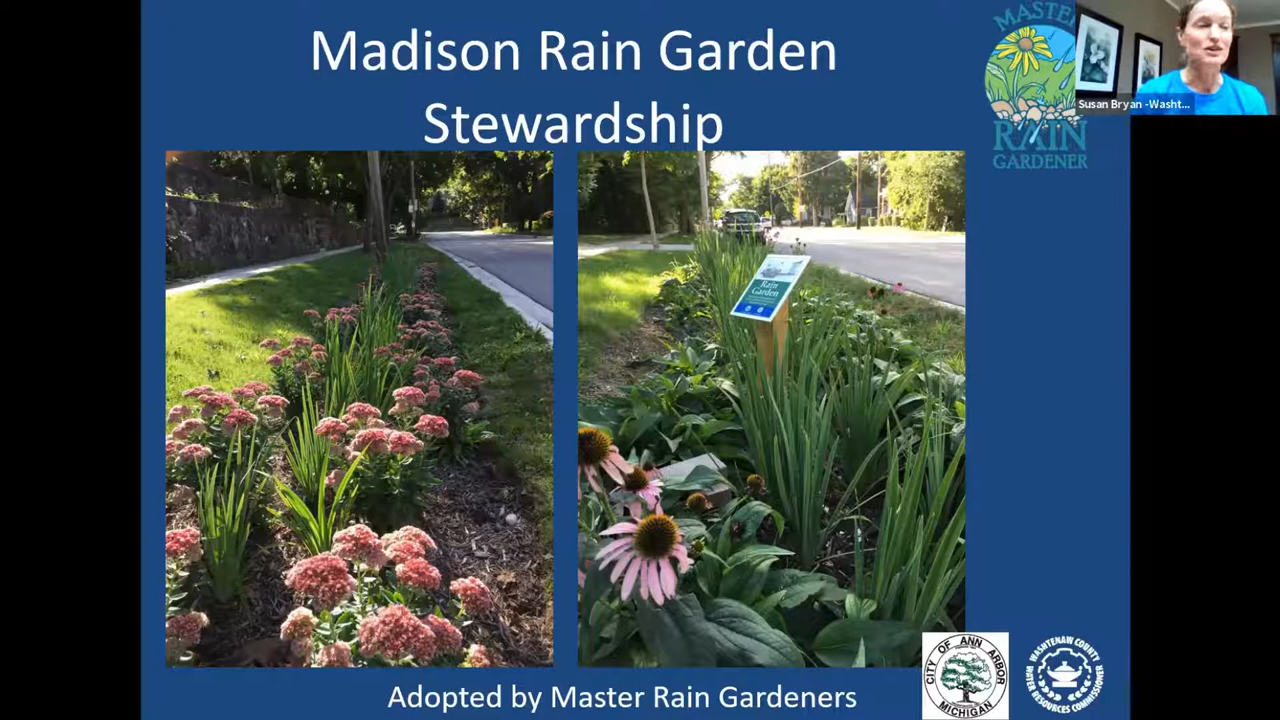 Madison Rain Garden
Stewardship
MASTER
RAIN
GARDENER
Susan Bryan -Washt...
Rain
Garden
Adopted by Master Rain Gardeners
CITY OF ANN ARBOR
MICHIGAN
WASHTENAW COUNTY
WATER RESOURCES COMMISSIONER